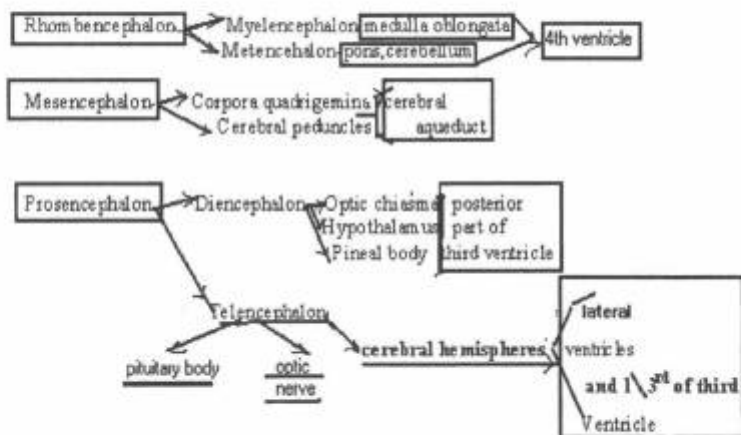 Rhombencephalon Myelencephalon medulla oblongata
Metencehalon pons,cerebellum 4th ventricle
Mesencephalon Corpora quadrigemina cerebral
Cerebral peduncles aqueduct
Prosencephalon Diencephalon Optic chiasma posterior
Hypothalamus part of
Pineal body third ventricle
Telencephalon lateral
cerebral hemispheres ventricles
pituitary body optic
nerve and 1\3rd of third
Ventricle